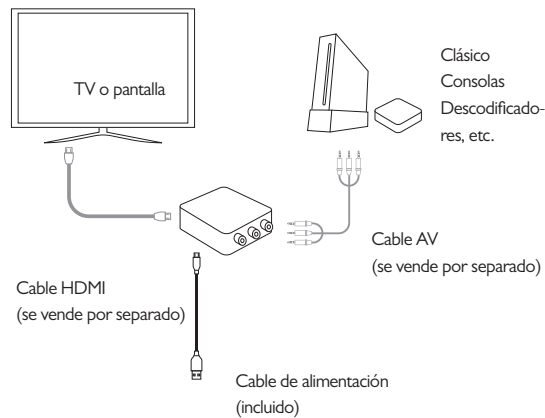 TV o pantalla
Clásico
Consolas
Descodificado-
res, etc.
Cable AV
(se vende por separado)
Cable HDMI
(se vende por separado)
Cable de alimentación
(incluido)